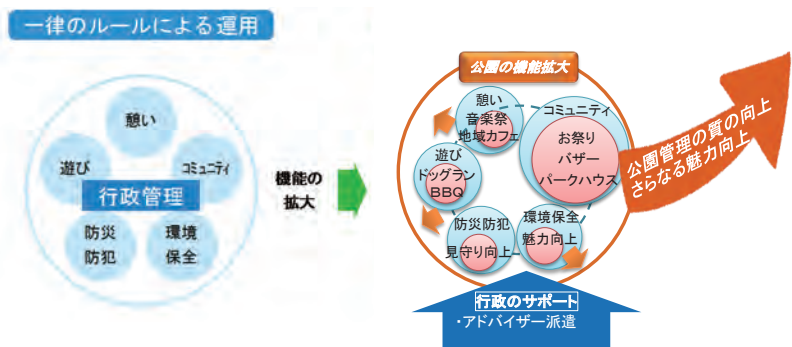 一律のルールによる運用
憩い
遊び
コミュニティ
行政管理
防災
防犯
環境
保全
機能の
拡大
公園の機能拡大
憩い
音楽祭
地域カフェ
コミュニティ
お祭り
バザー
パークハウス
遊び
ドッグラン
BBQ
防災防犯
見守り向上
環境保全
魅力向上
公園管理の質の向上
さらなる魅力向上
行政のサポート
・アドバイザー派遣